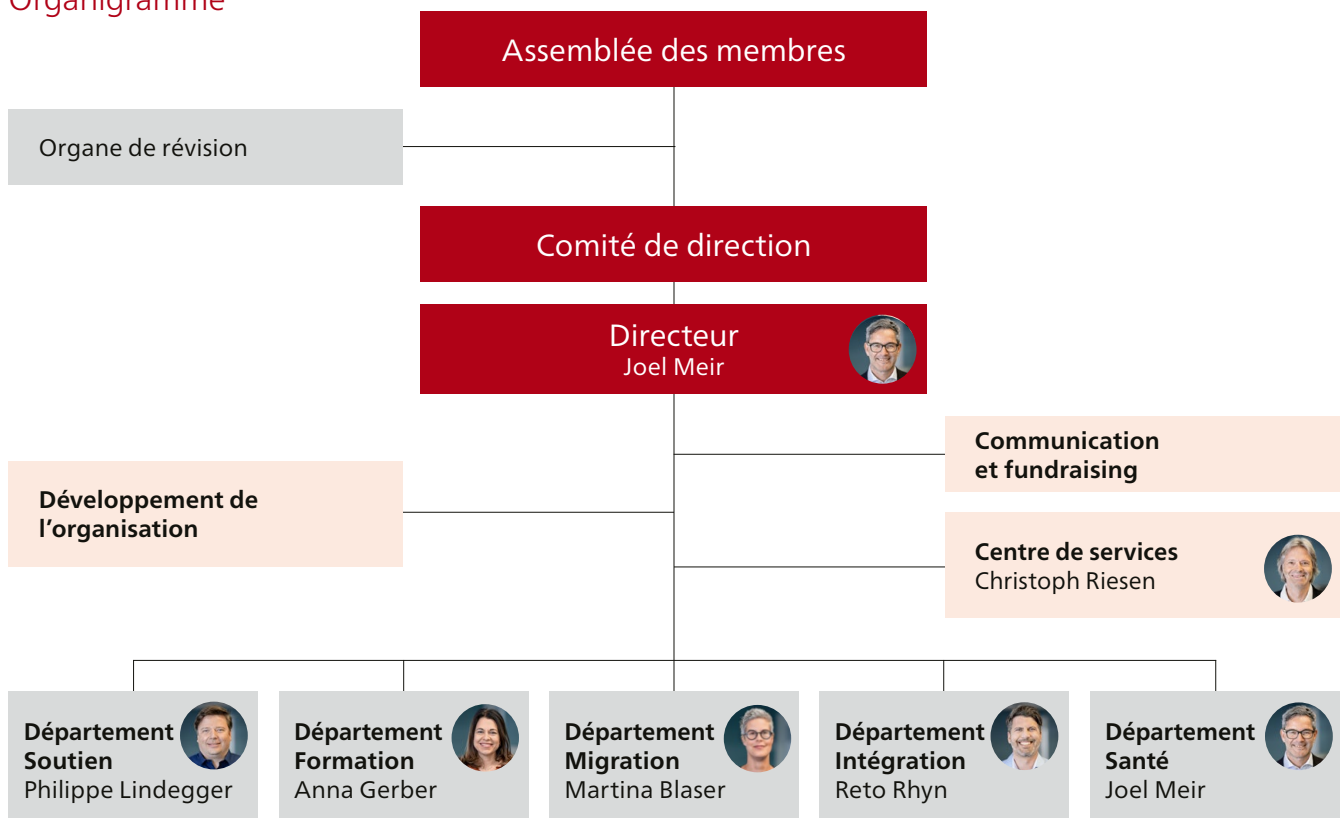 Organigramme
Assemblée des membres
Organe de révision
Comité de direction
Directeur
Joel Meir
Communication
et fundraising
Développement de
l'organisation
Centre de services
Christoph Riesen
Département
Soutien
Philippe Lindegger
Département
Formation
Anna Gerber
Département
Migration
Martina Blaser
Département
Intégration
Reto Rhyn
Département
Santé
Joel Meir